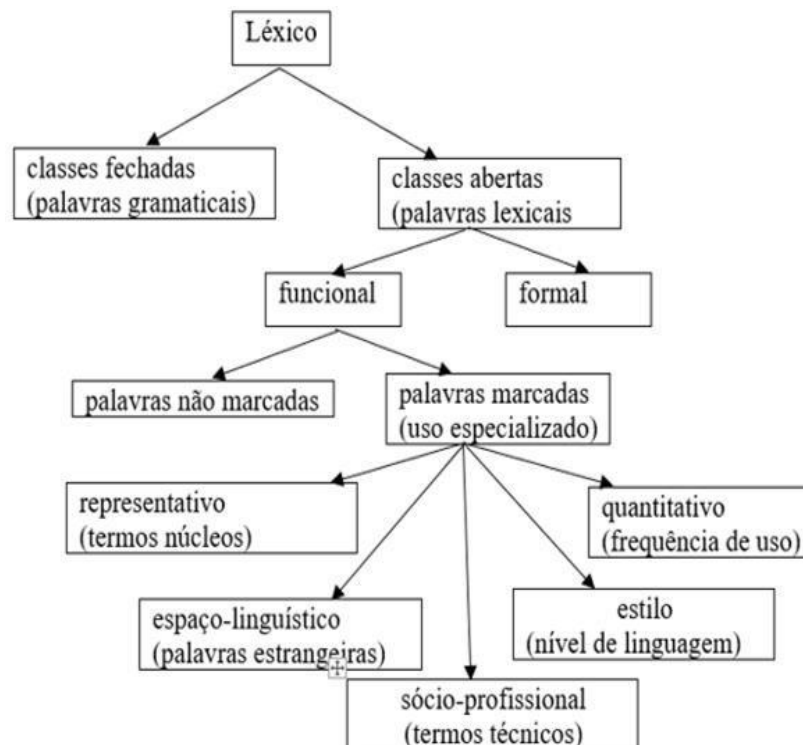 Léxico
classes fechadas
(palavras gramaticais)
classes abertas
(palavras lexicais
funcional
formal
palavras não marcadas
palavras marcadas
(uso especializado)
representativo
(termos núcleos)
quantitativo
(frequência de uso)
espaço-linguístico
(palavras estrangeiras)
estilo
(nível de linguagem)
sócio-profissional
(termos técnicos)